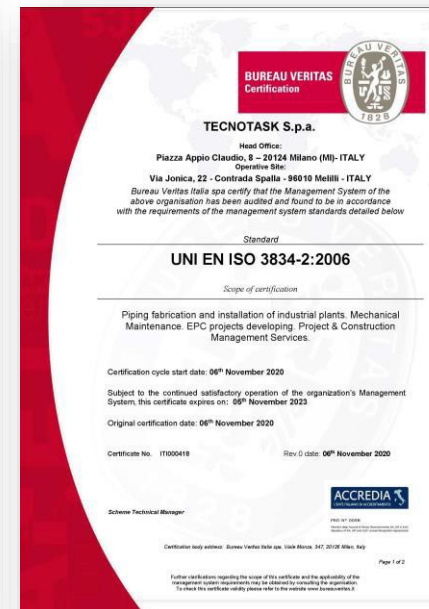 BUREAU VERITAS
Certification
BUREAU VERITAS
1828
TECNOTASK S.p.a.
Head Office:
Piazza Appio Claudio, 8 – 20124 Milano (MI)- ITALY
Operative Site:
Via Jonica, 22 - Contrada Spalla - 96010 Melilli - ITALY
Bureau Veritas Italia spa certify that the Management System of the
above organisation has been audited and found to be in accordance
with the requirements of the management system standards detailed below
Standard
UNI EN ISO 3834-2:2006
Scope of certification
Piping fabrication and installation of industrial plants. Mechanical
Maintenance. EPC projects developing. Project & Construction
Management Services.
Certification cycle start date: 06th November 2020
Subject to the continued satisfactory operation of the organization's Management
System, this certificate expires on: 05th November 2023
Original certification date: 06th November 2020
Certificate No. ITI000418
Rev.0 date: 06th November 2020
ACCREDIA
Scheme Technical Manager
Certification body address: Bureau Veritas Italia spa, Viale Monza, 347, 20126 Milan, Italy
Page 1 of 2
Further clarifications regarding the scope of this certificate and the applicability of the
management system requirements may be obtained by consulting the organisation.
To check this certificate validity please refer to the website www.bureauveritas.it